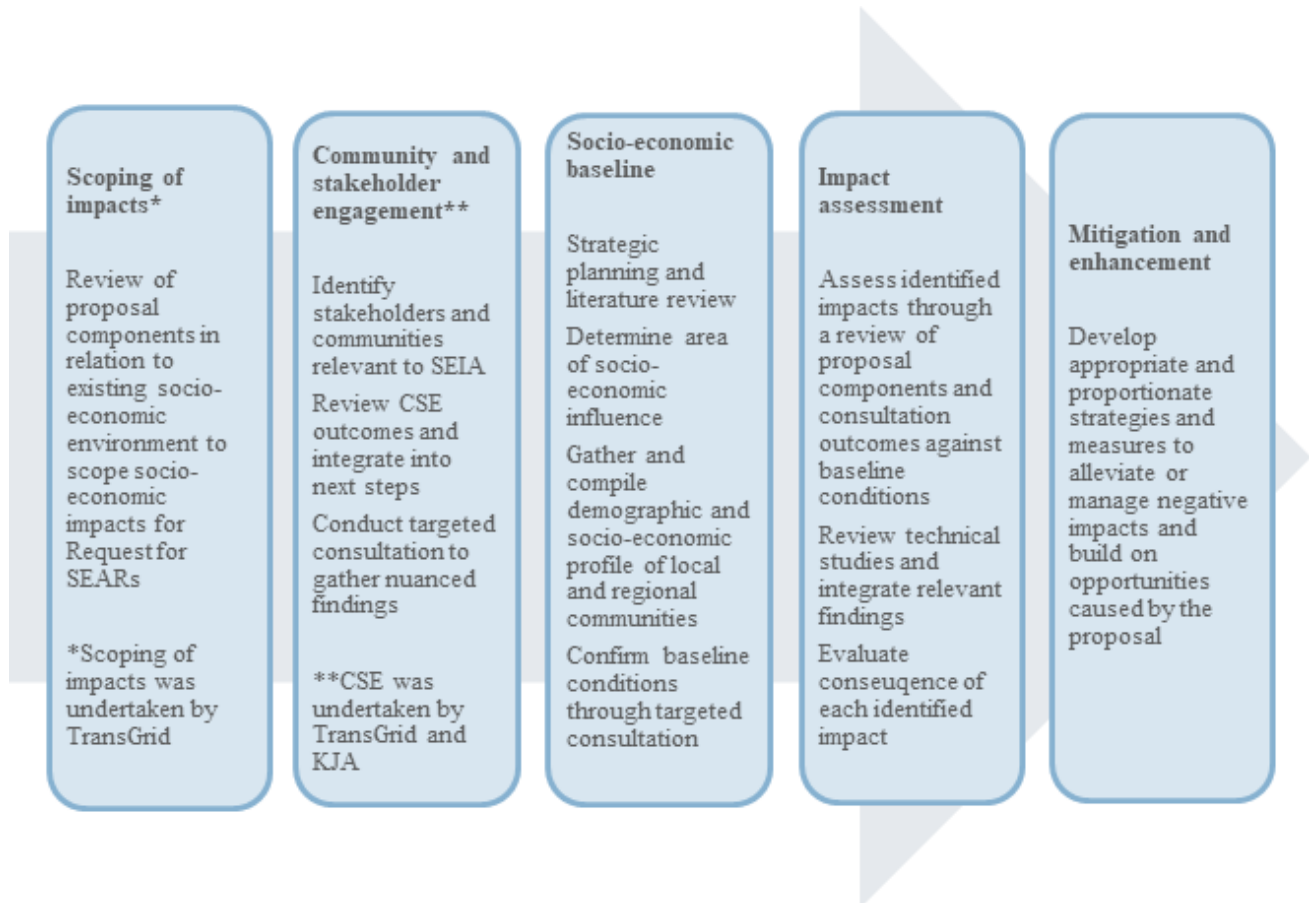 Scoping of
impacts*
Review of
proposal
components in
relation to
existing socio-
economic
environment to
scope socio-
economic
impacts for
Request for
SEARs
*Scoping of
impacts was
undertaken by
TransGrid
Community and
stakeholder
engagement**
Identify
stakeholders and
communities
relevant to SEIA
Review CSE
outcomes and
integrate into
next steps
Conduct targeted
consultation to
gather nuanced
findings
**CSE was
undertaken by
TransGrid and
KJA
Socio-economic
baseline
Strategic
planning and
literature review
Determine area
of socio-
economic
influence
Gather and
compile
demographic and
socio-economic
profile of local
and regional
communities
Confirm baseline
conditions
through targeted
consultation
Impact
assessment
Assess identified
impacts through
a review of
proposal
components and
consultation
outcomes against
baseline
conditions
Review technical
studies and
integrate relevant
findings
Evaluate
conseuqence of
each identified
impact
Mitigation and
enhancement
Develop
appropriate and
proportionate
strategies and
measures to
alleviate or
manage negative
impacts and
build on
opportunities
caused by the
proposal